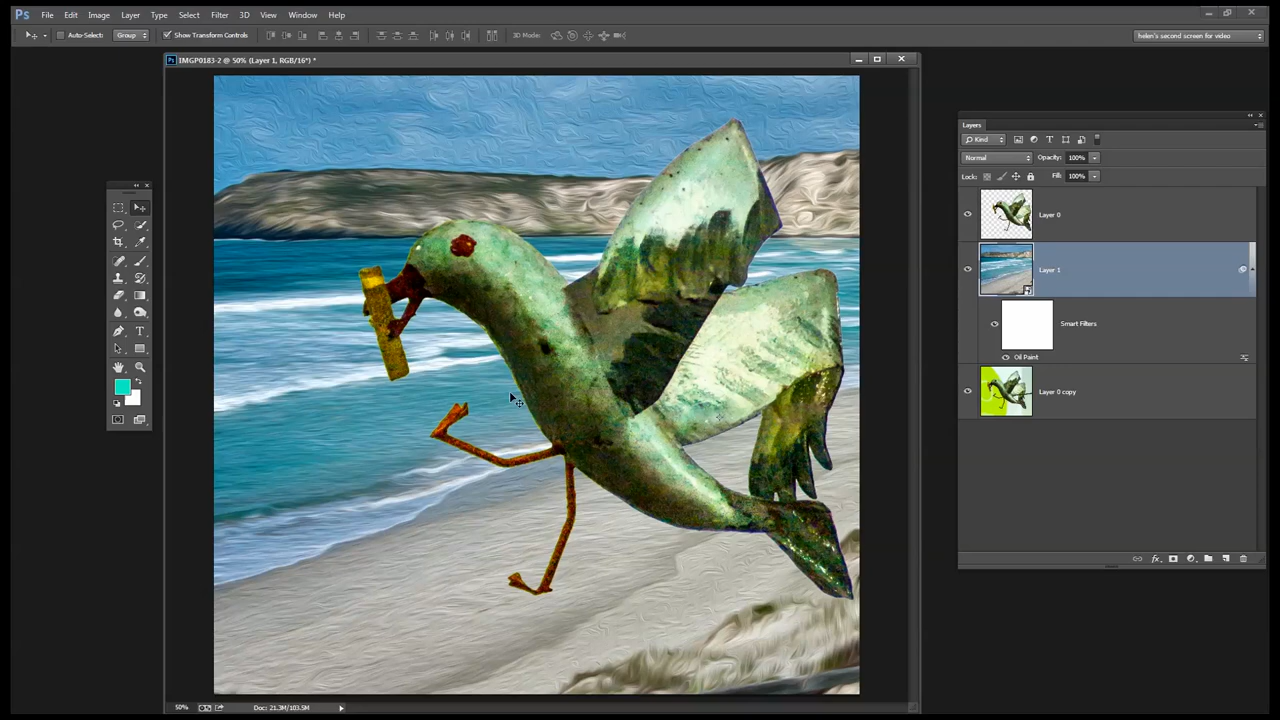 Ps File Edit Image Layer Type Select Filter 3D View Window Help
Auto-Select: Group Show Transform Controls 3D Mode: helen's second screen for video
Ps IMGP0183-2 @ 50% (Layer 1, RGB/16*) *
Layers
Kind
Normal Opacity: 100%
Lock: Fill: 100%
Layer 0
Layer 1
Smart Filters
Oil Paint
Layer 0 copy
fx
50% Doc: 21.3M/103.5M